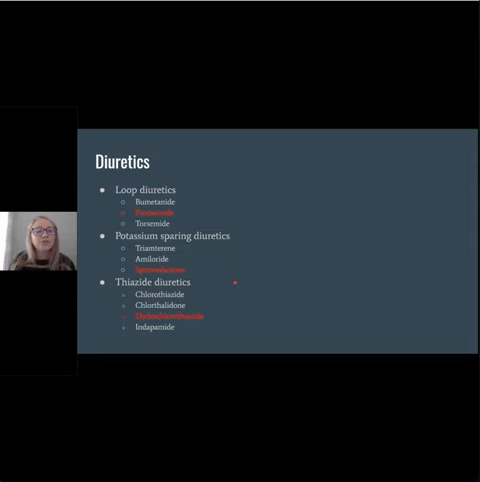 Diuretics
Loop diuretics
Bumetanide
Furosemide
Torsemide
Potassium sparing diuretics
Triamterene
Amiloride
Spironolactone
Thiazide diuretics
Chlorothiazide
Chlorthalidone
Hydrochlorothiazide
Indapamide